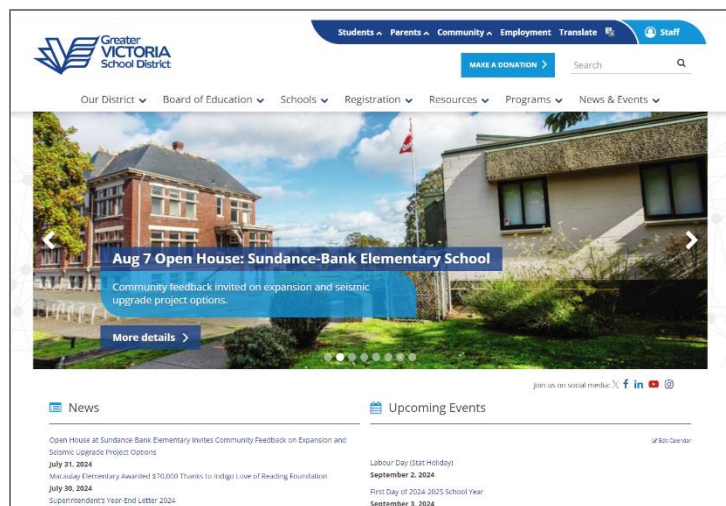 Greater
VICTORIA
School District
Students Parents Community Employment Translate Staff
MAKE A DONATION
Search
Our District Board of Education Schools Registration Resources Programs News & Events
Aug 7 Open House: Sundance-Bank Elementary School
Community feedback invited on expansion and seismic
upgrade project options.
More details
Join us on social media:
News
Open House at Sundance-Bank Elementary Invites Community Feedback on Expansion and
Seismic Upgrade Project Options
July 31, 2024
Macaulay Elementary Awarded $70,000 Thanks to Indigo Love of Reading Foundation
July 30, 2024
Superintendent's Year-End Letter 2024
Upcoming Events
Edit Calendar
Labour Day (Stat Holiday)
September 2, 2024
First Day of 2024-2025 School Year
September 3, 2024